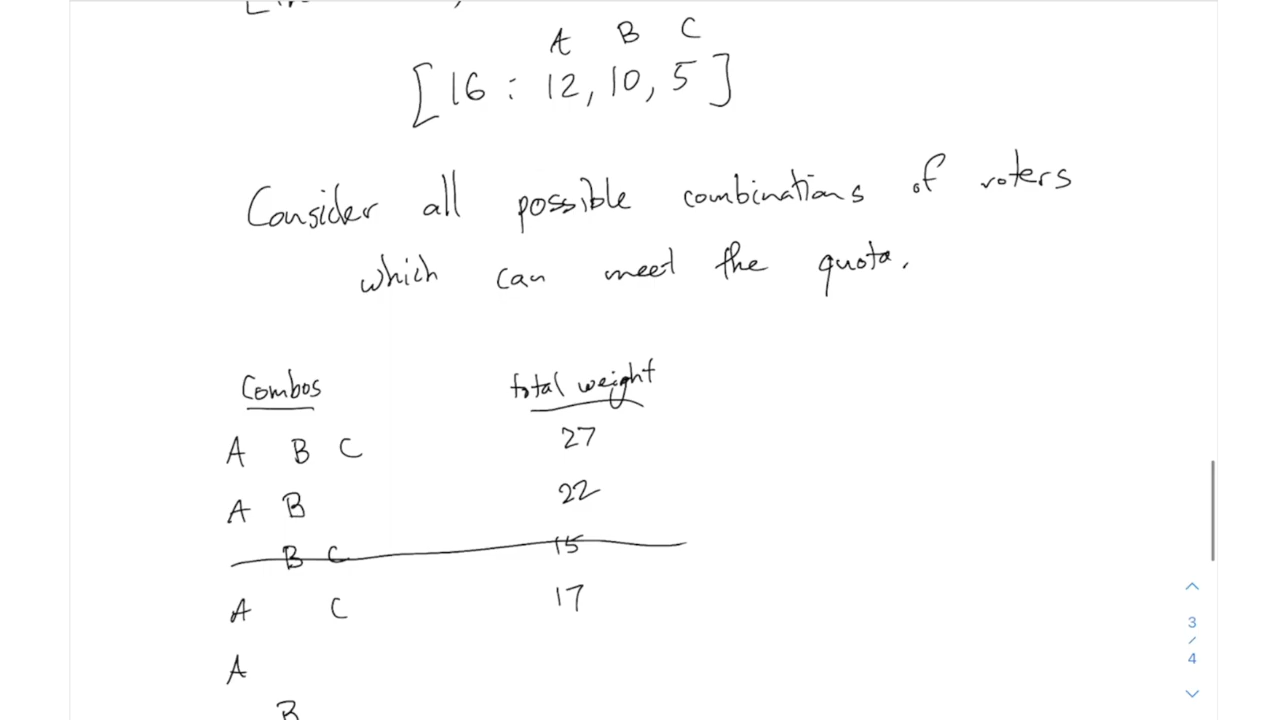 A B C
[16 : 12, 10, 5]
Consider all possible combinations of voters
which can meet the quota.
Combos total weight
A B C 27
A B 22
B C 15
A C 17
A
B
3
/
4